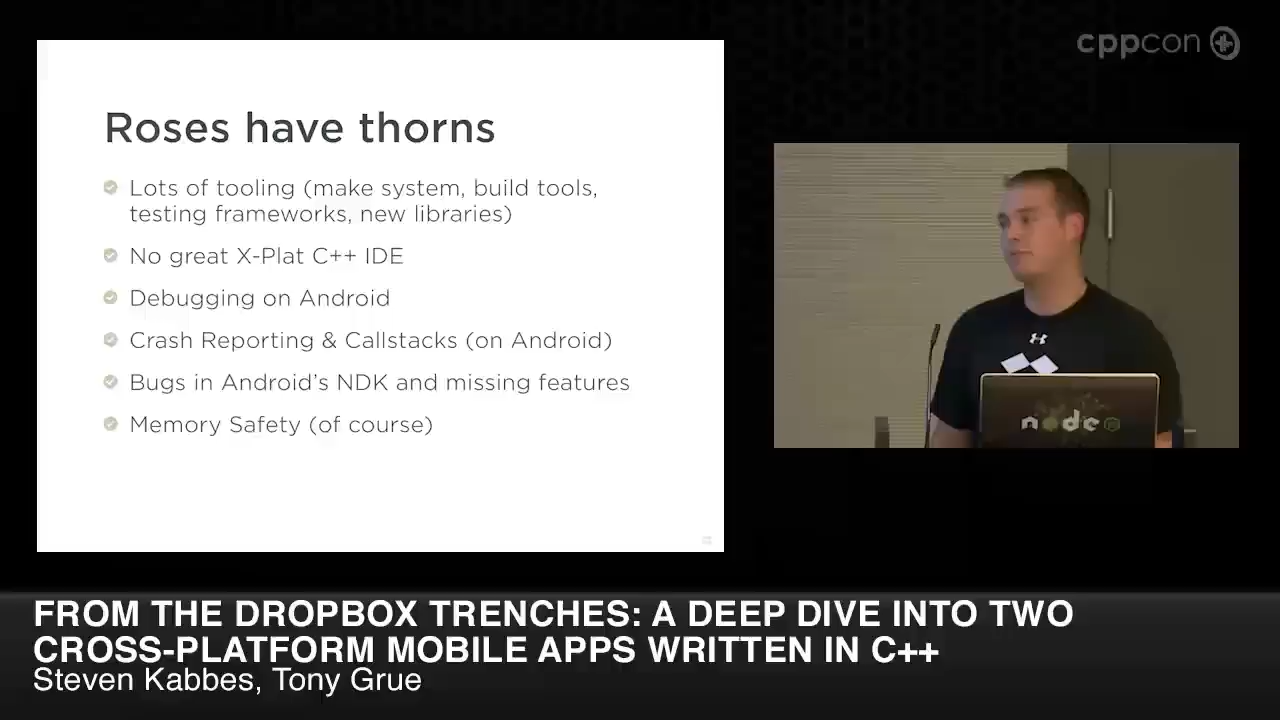 cppcon
Roses have thorns
Lots of tooling (make system, build tools,
testing frameworks, new libraries)
No great X-Plat C++ IDE
Debugging on Android
Crash Reporting & Callstacks (on Android)
Bugs in Android’s NDK and missing features
Memory Safety (of course)
node
FROM THE DROPBOX TRENCHES: A DEEP DIVE INTO TWO
CROSS-PLATFORM MOBILE APPS WRITTEN IN C++
Steven Kabbes, Tony Grue